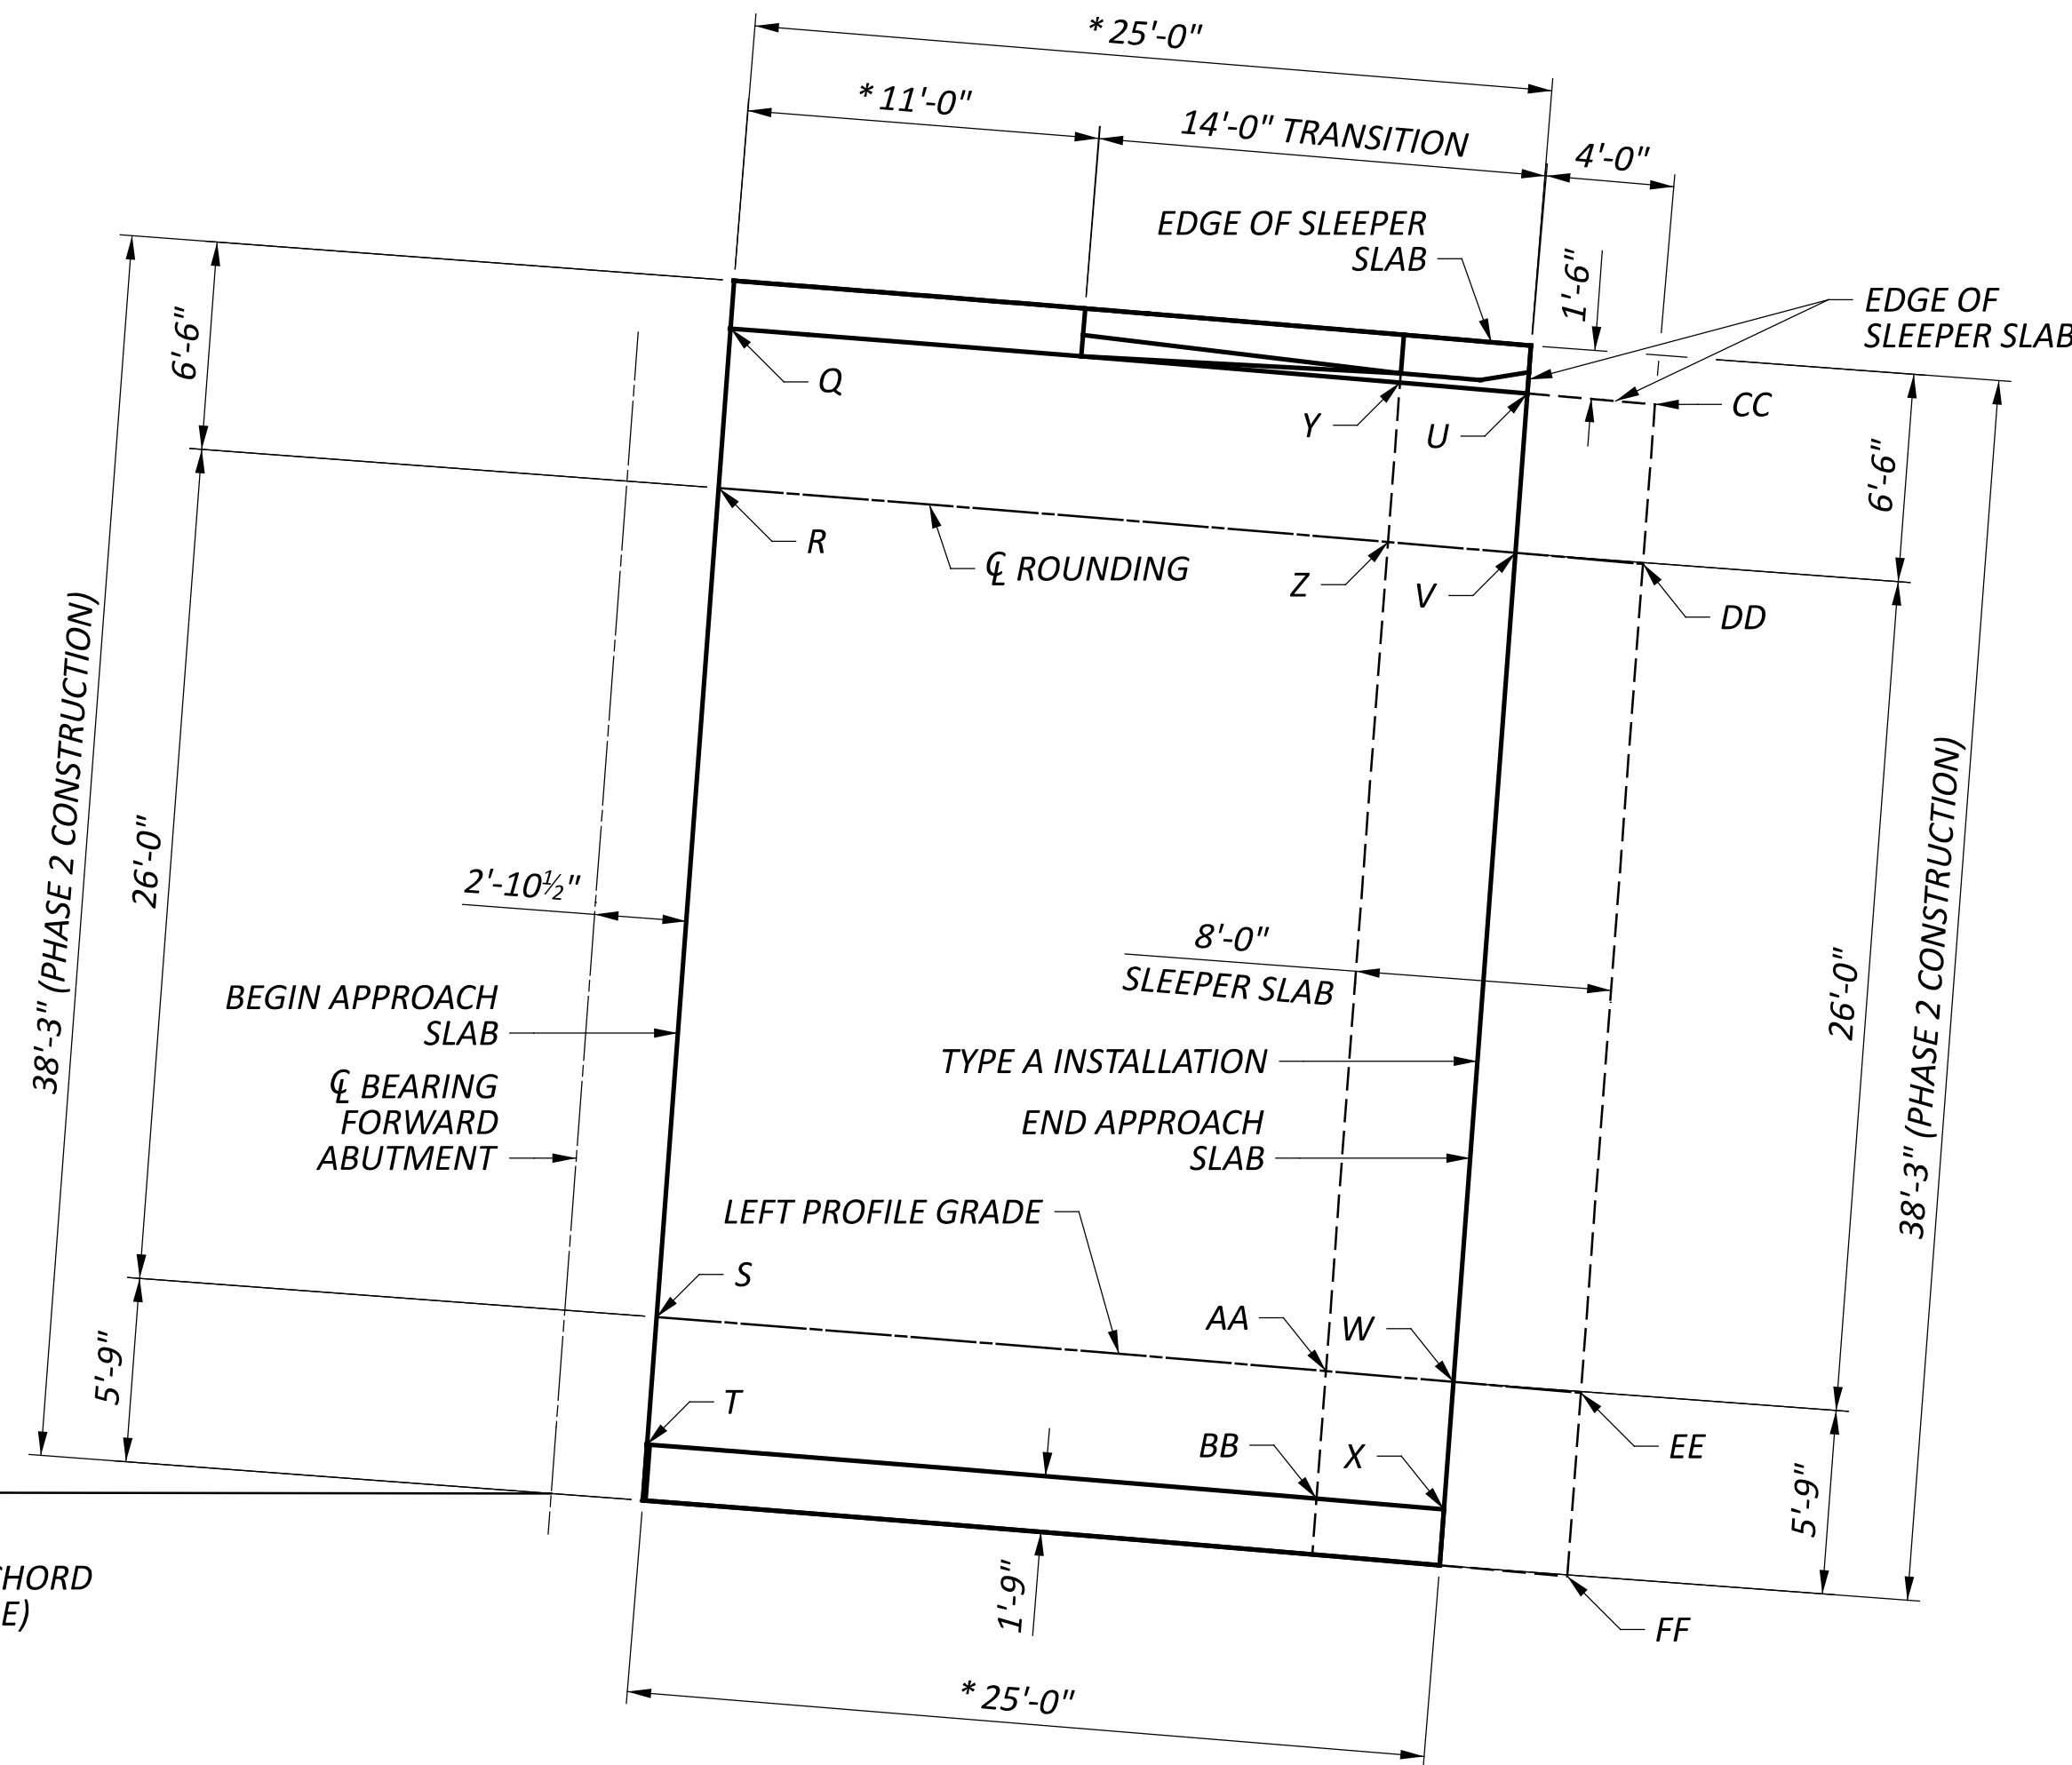 * 25'-0"
* 11'-0"
14'-0" TRANSITION
4'-0"
EDGE OF SLEEPER
SLAB
1'-6"
EDGE OF
SLEEPER SLAB
6'-6"
Q
Y
U
CC
6'-6"
R
℄ ROUNDING
Z
V
DD
38'-3" (PHASE 2 CONSTRUCTION)
26'-0"
2'-10½"
8'-0"
SLEEPER SLAB
26'-0"
38'-3" (PHASE 2 CONSTRUCTION)
BEGIN APPROACH
SLAB
TYPE A INSTALLATION
℄ BEARING
FORWARD
ABUTMENT
END APPROACH
SLAB
LEFT PROFILE GRADE
S
AA
W
5'-9"
T
BB
X
EE
5'-9"
1'-9"
HORD
E)
FF
* 25'-0"